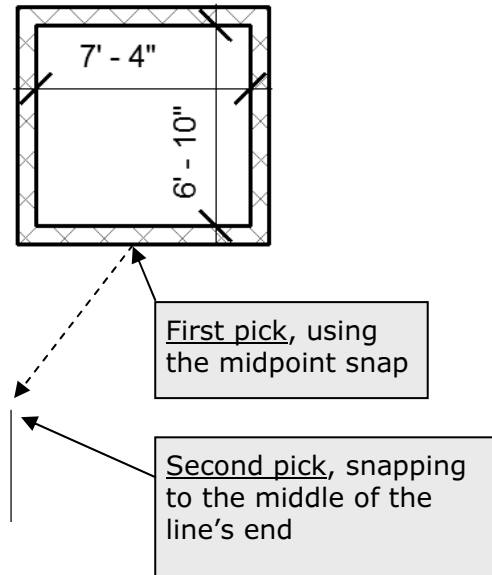 7' - 4"
6' - 10"
First pick, using
the midpoint snap
Second pick, snapping
to the middle of the
line's end